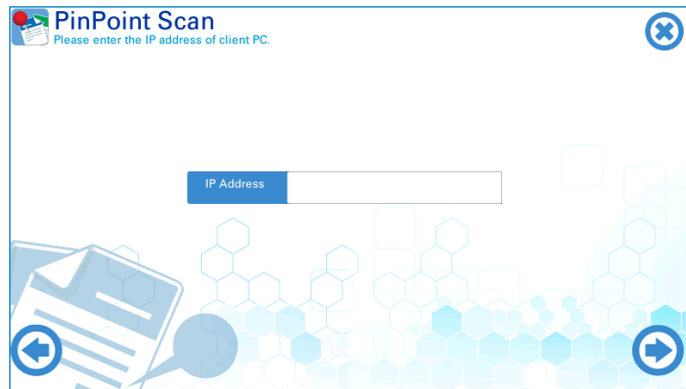 PinPoint Scan
Please enter the IP address of client PC.
IP Address